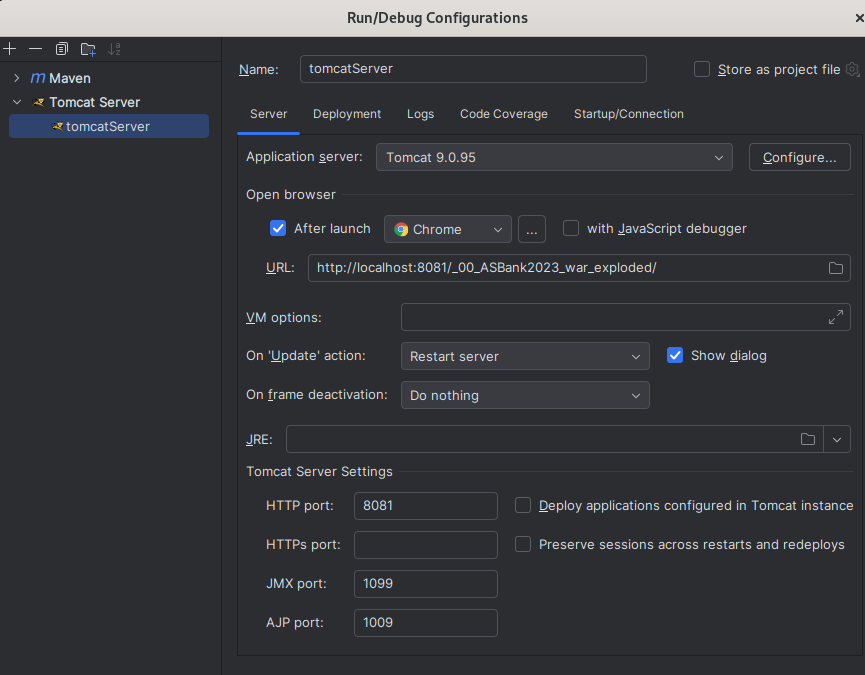 Run/Debug Configurations
Maven
Tomcat Server
tomcatServer
Name: tomcatServer Store as project file
Server Deployment Logs Code Coverage Startup/Connection
Application server: Tomcat 9.0.95 Configure...
Open browser
After launch Chrome ... with JavaScript debugger
URL: http://localhost:8081/_00_ASBank2023_war_exploded/
VM options:
On 'Update' action: Restart server Show dialog
On frame deactivation: Do nothing
JRE:
Tomcat Server Settings
HTTP port: 8081 Deploy applications configured in Tomcat instance
HTTPs port: Preserve sessions across restarts and redeploys
JMX port: 1099
AJP port: 1009